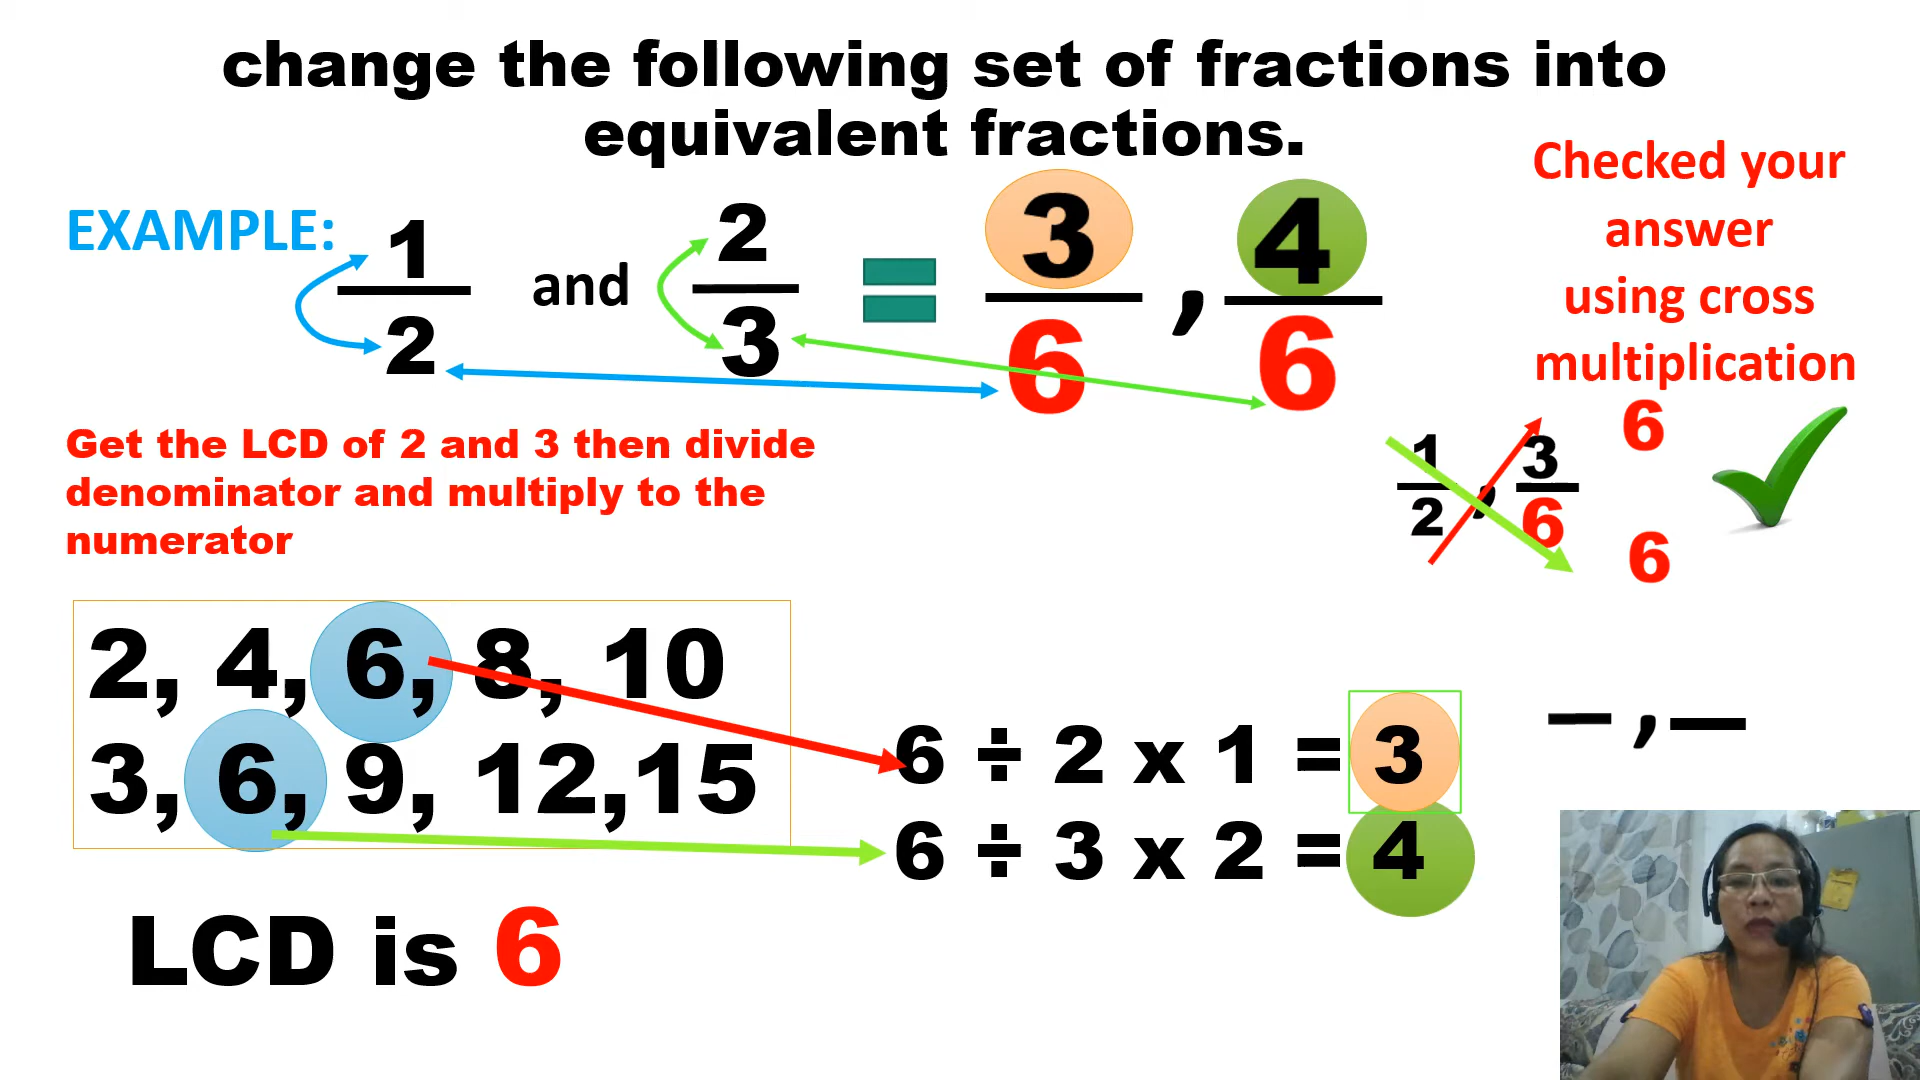 change the following set of fractions into
equivalent fractions.
EXAMPLE:
1
2
and
2
3
=
3
6
,
4
6
Checked your
answer
using cross
multiplication
1
2
,
3
6
6
6
Get the LCD of 2 and 3 then divide
denominator and multiply to the
numerator
2, 4, 6, 8, 10
3, 6, 9, 12,15
6 ÷ 2 x 1 = 3
6 ÷ 3 x 2 = 4
,
LCD is 6